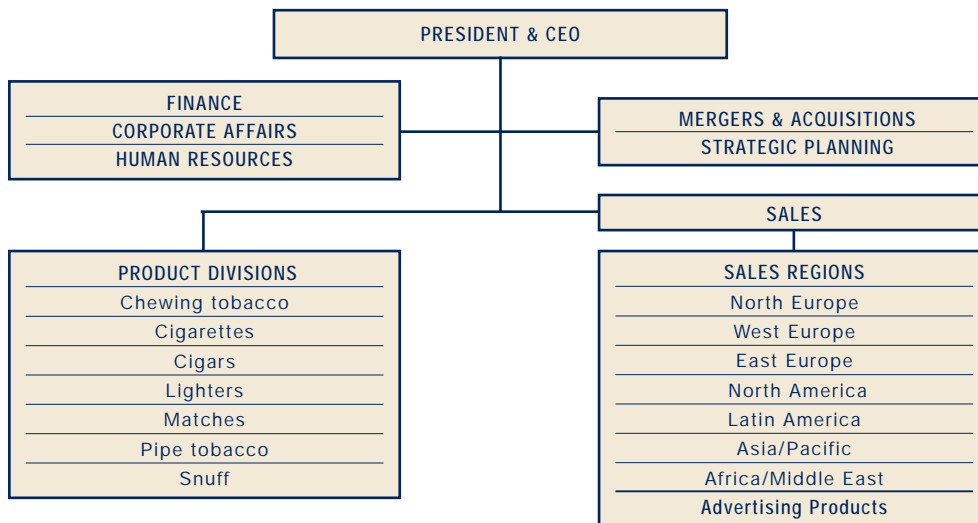 PRESIDENT & CEO
FINANCE
CORPORATE AFFAIRS
HUMAN RESOURCES
MERGERS & ACQUISITIONS
STRATEGIC PLANNING
SALES
PRODUCT DIVISIONS
Chewing tobacco
Cigarettes
Cigars
Lighters
Matches
Pipe tobacco
Snuff
SALES REGIONS
North Europe
West Europe
East Europe
North America
Latin America
Asia/Pacific
Africa/Middle East
Advertising Products